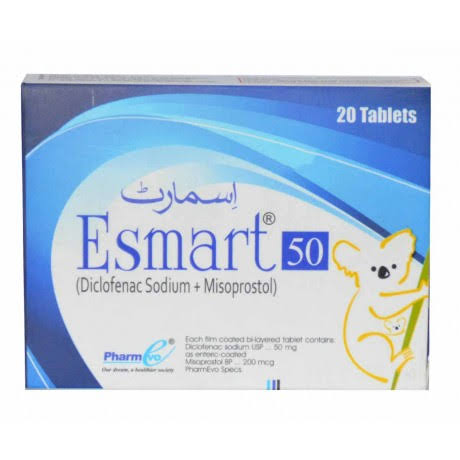 20 Tablets
اِسمارٹ
Esmart® 50
(Diclofenac Sodium + Misoprostol)
Each film coated bi-layered tablet contains:
Diclofenac sodium USP ... 50 mg
as enteric-coated
Misoprostol BP ... 200 mcg
PharmEvo Specs.
PharmEvo
Our dream, a healthier society